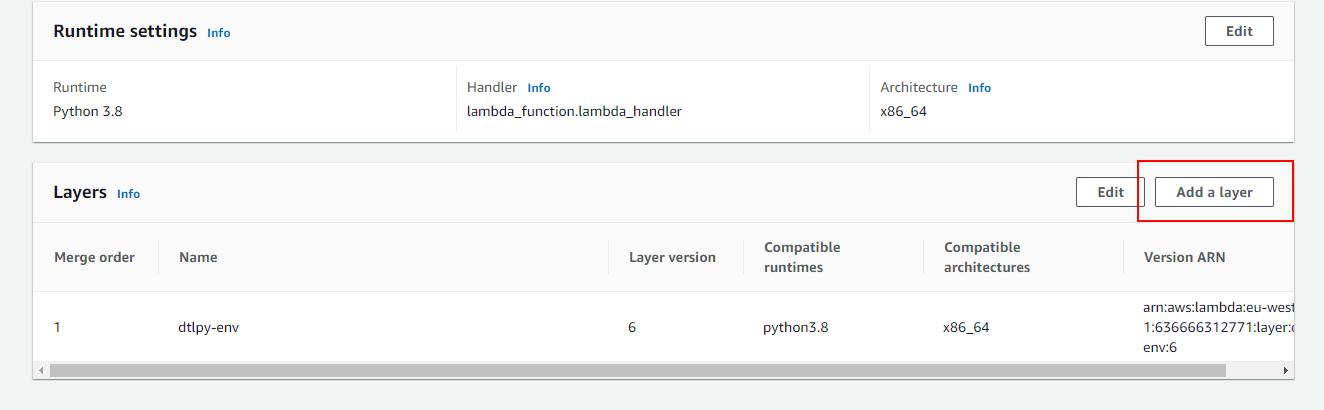 Runtime settings Info Edit
Runtime Handler Info Architecture Info
Python 3.8 lambda_function.lambda_handler x86_64
Layers Info Edit Add a layer
Merge order Name Layer version Compatible runtimes Compatible architectures Version ARN
1 dtlpy-env 6 python3.8 x86_64 arn:aws:lambda:eu-west
1:636666312771:layer:
env:6